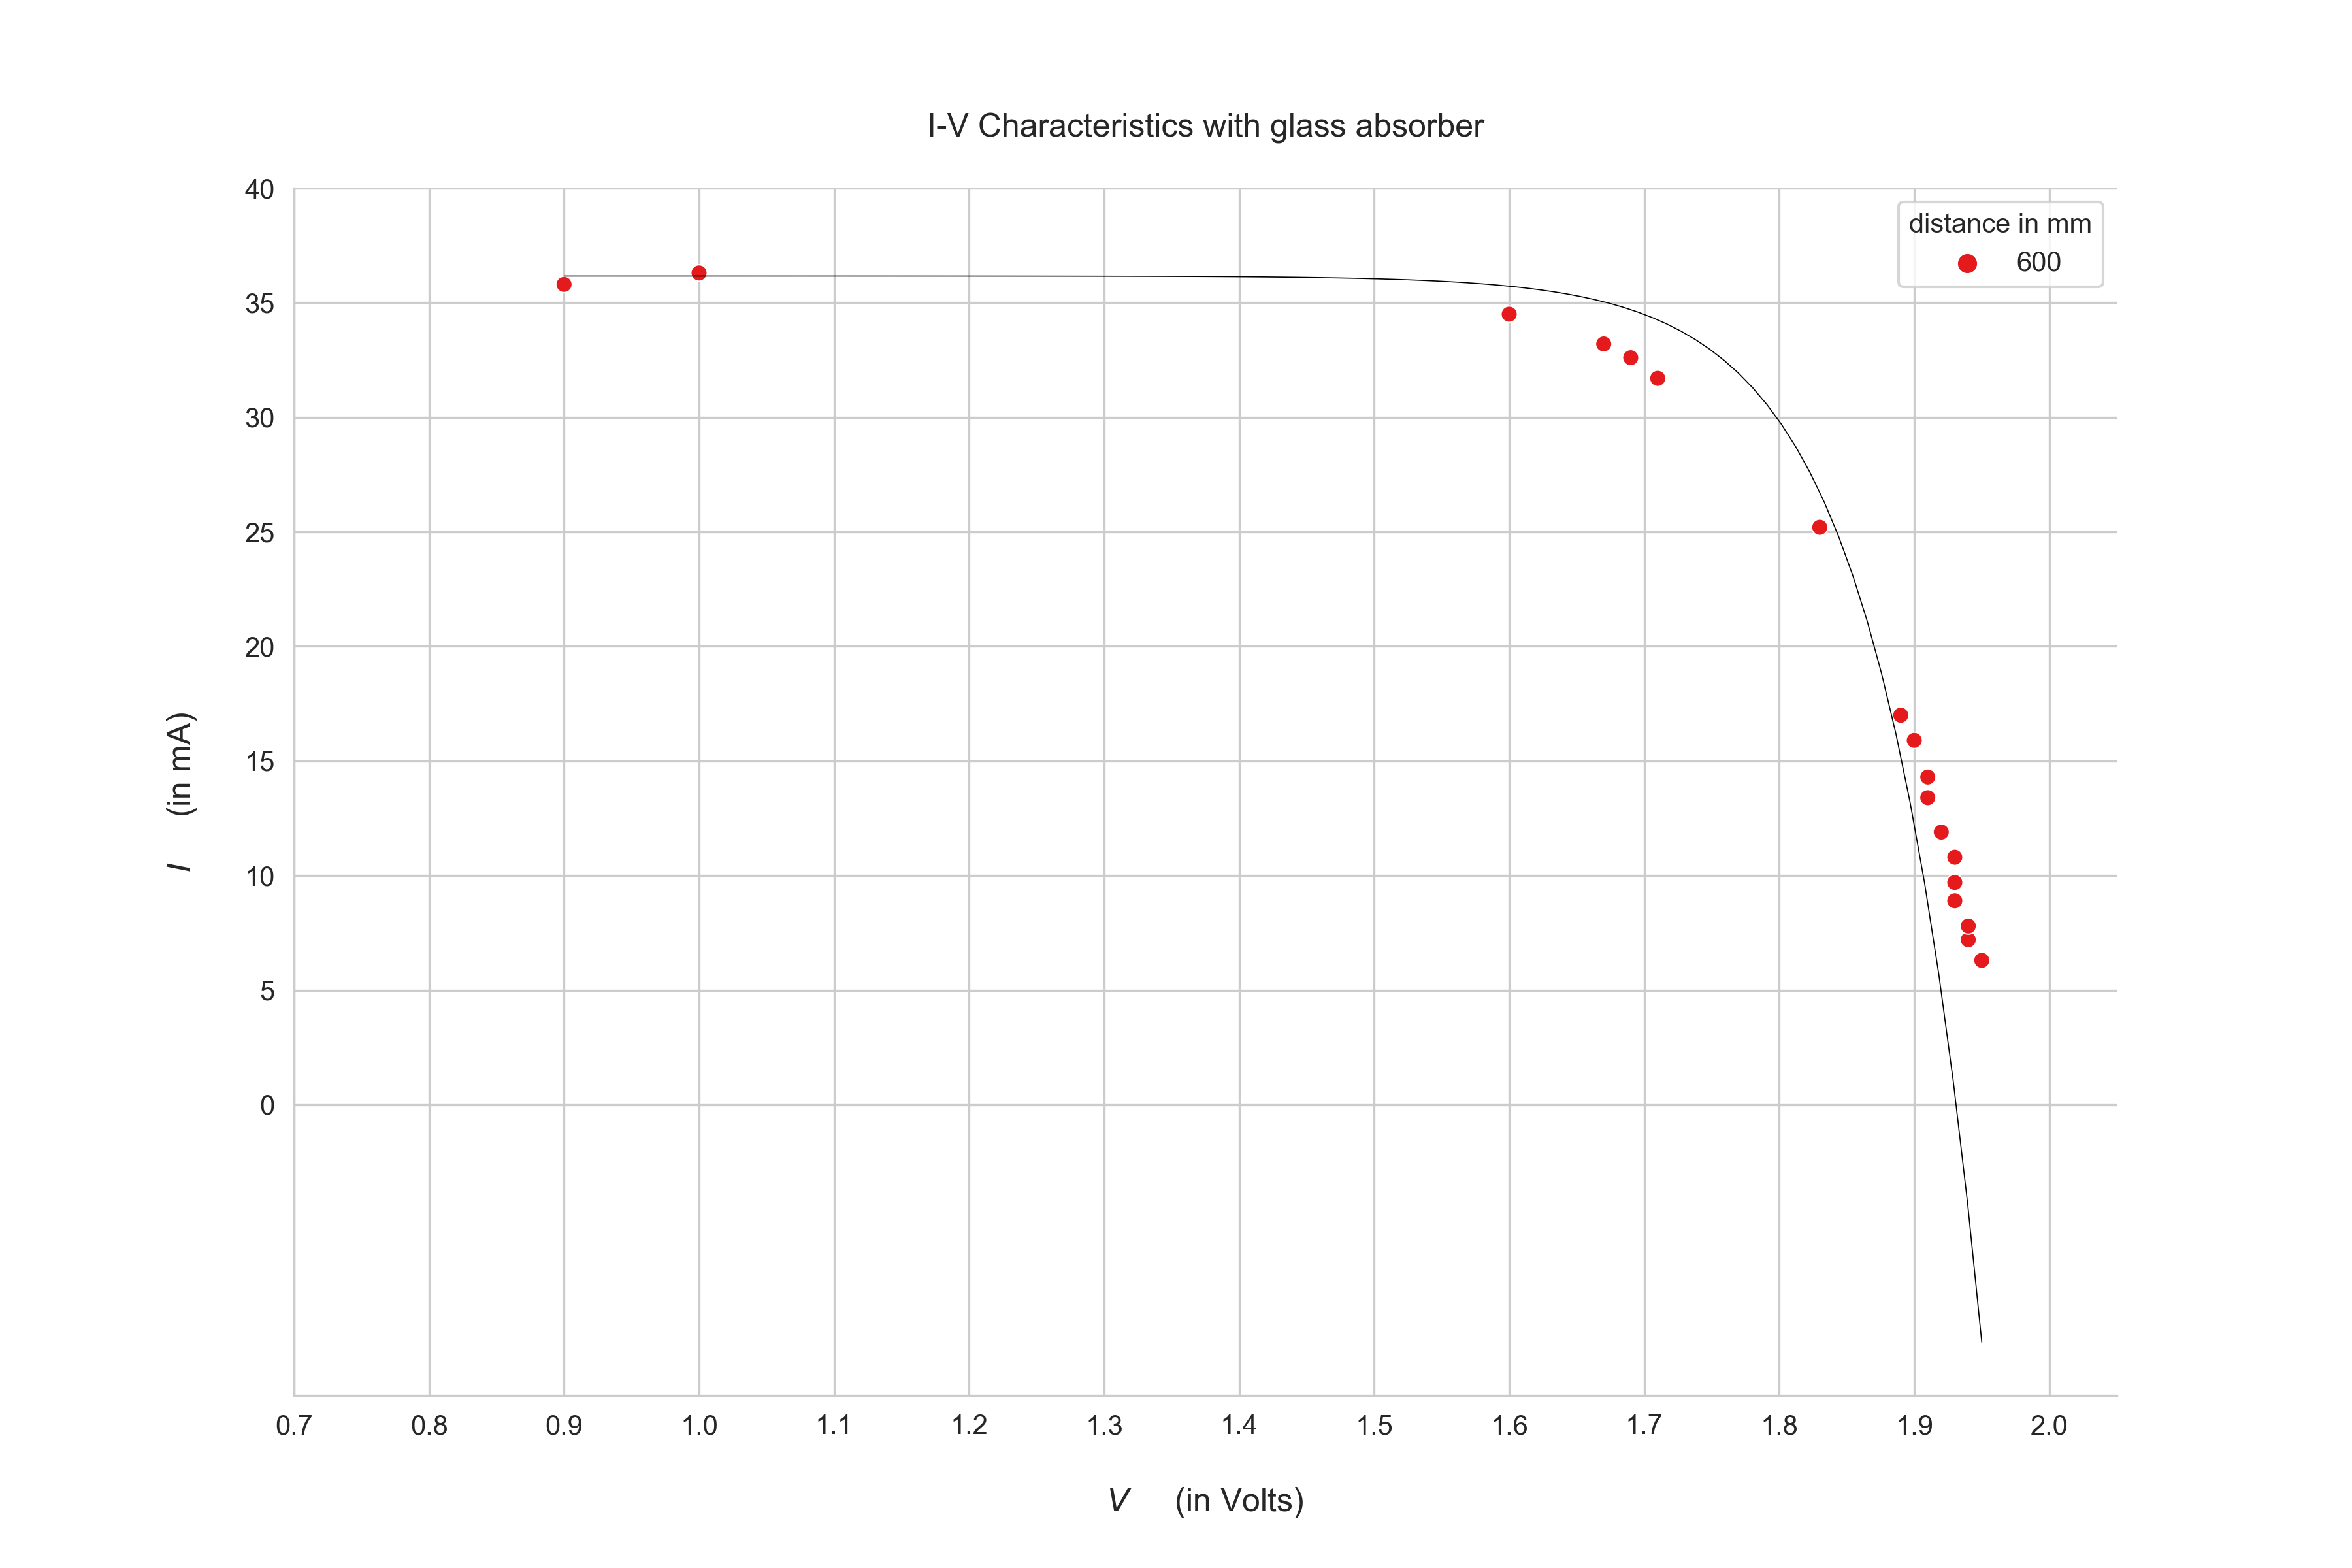 I-V Characteristics with glass absorber
distance in mm
600
40
35
30
25
20
15
10
5
0
I (in mA)
0.7 0.8 0.9 1.0 1.1 1.2 1.3 1.4 1.5 1.6 1.7 1.8 1.9 2.0
V (in Volts)